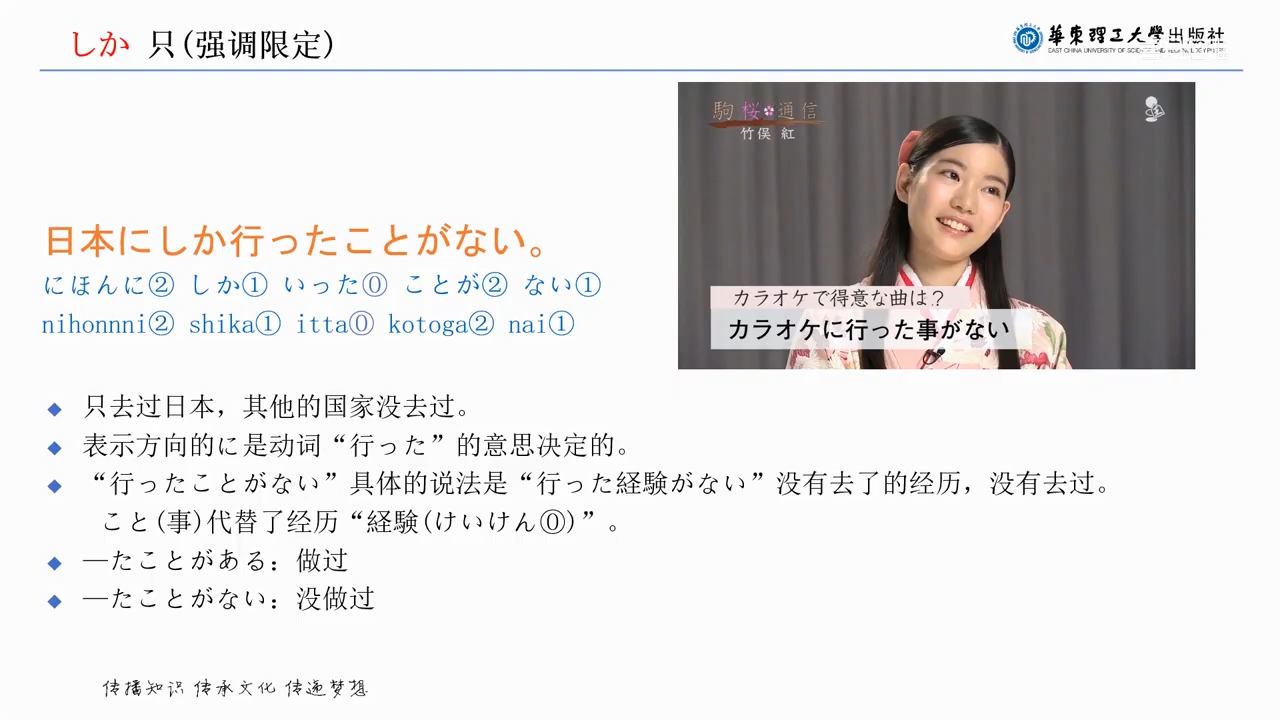 しか 只(强调限定)
華東理工大學出版社
駒桜通信
竹俣 紅
カラオケで得意な曲は？
カラオケに行った事がない
日本にしか行ったことがない。
にほんに② しか① いった⓪ ことが② ない①
nihonnni② shika① itta⓪ kotoga② nai①
◆ 只去过日本，其他的国家没去过。
◆ 表示方向的に是动词“行った”的意思决定的。
◆ “行ったことがない”具体的说法是“行った経験がない”没有去了的经历，没有去过。
こと(事)代替了经历“経験(けいけん⓪)”。
◆ —たことがある：做过
◆ —たことがない：没做过
传播知识 传承文化 传递梦想